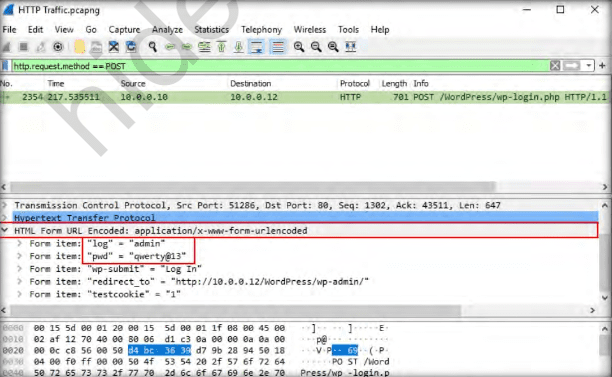 HTTP Traffic.pcapng
File Edit View Go Capture Analyze Statistics Telephony Wireless Tools Help
http.request.method == POST
No. Time Source Destination Protocol Length Info
2354 217.535511 10.0.0.10 10.0.0.12 HTTP 701 POST /WordPress/wp-login.php HTTP/1.1
> Transmission Control Protocol, Src Port: 51286, Dst Port: 80, Seq: 1302, Ack: 43511, Len: 647
> Hypertext Transfer Protocol
HTML Form URL Encoded: application/x-www-form-urlencoded
> Form item: "log" = "admin"
> Form item: "pwd" = "qwerty@13"
> Form item: "wp-submit" = "Log In"
> Form item: "redirect_to" = "http://10.0.0.12/WordPress/wp-admin/"
> Form item: "testcookie" = "1"
0000 00 15 5d 00 01 20 00 15 5d 00 01 1f 08 00 45 00 ··]·· ·· ]·····E·
0010 02 af 12 70 40 00 80 06 d1 c3 0a 00 00 0a 0a 00 ···p@··· ········
0020 00 0c c8 56 00 50 d4 bc 36 39 d7 9b 28 94 50 18 ···V·P·· 69··(·P·
0030 04 00 f0 ff 00 00 50 4f 53 54 20 2f 57 6f 72 64 ······PO ST /Word
0040 50 72 65 73 73 2f 77 70 2d 6c 6f 67 69 6e 2e 70 Press/wp -login.p